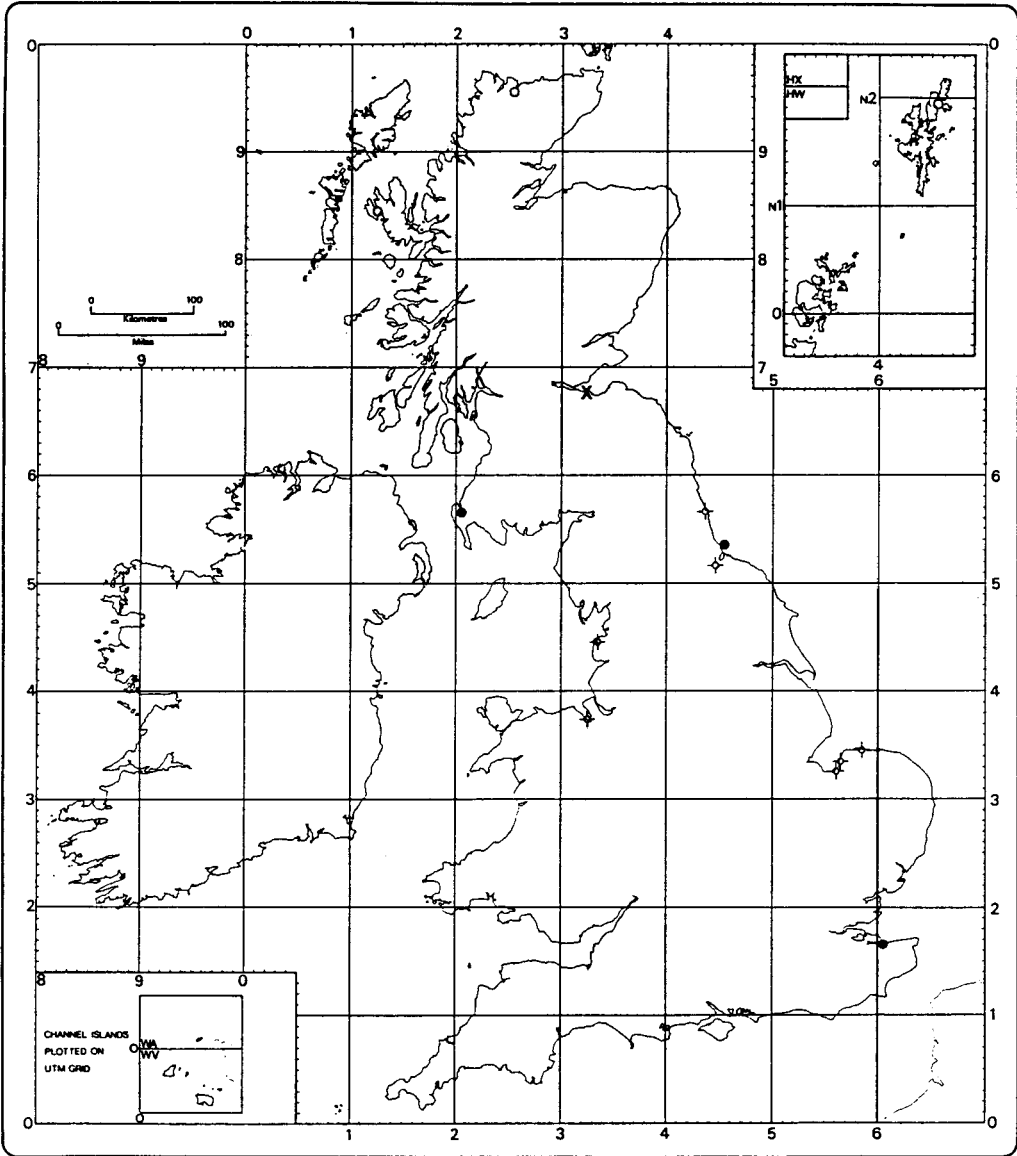 0 1 2 3 4
0 0
HX
HW
N2
9 9
N1
8 8
0 100
Kilometres
0 100
Miles
0
8 9
7 7
4
5 6
6 6
5 5
4 4
3 3
2 2
8 9 0
CHANNEL ISLANDS
PLOTTED ON
UTM GRID
0 WA
WV
1 1
0
0 0
1 2 3 4 5 6